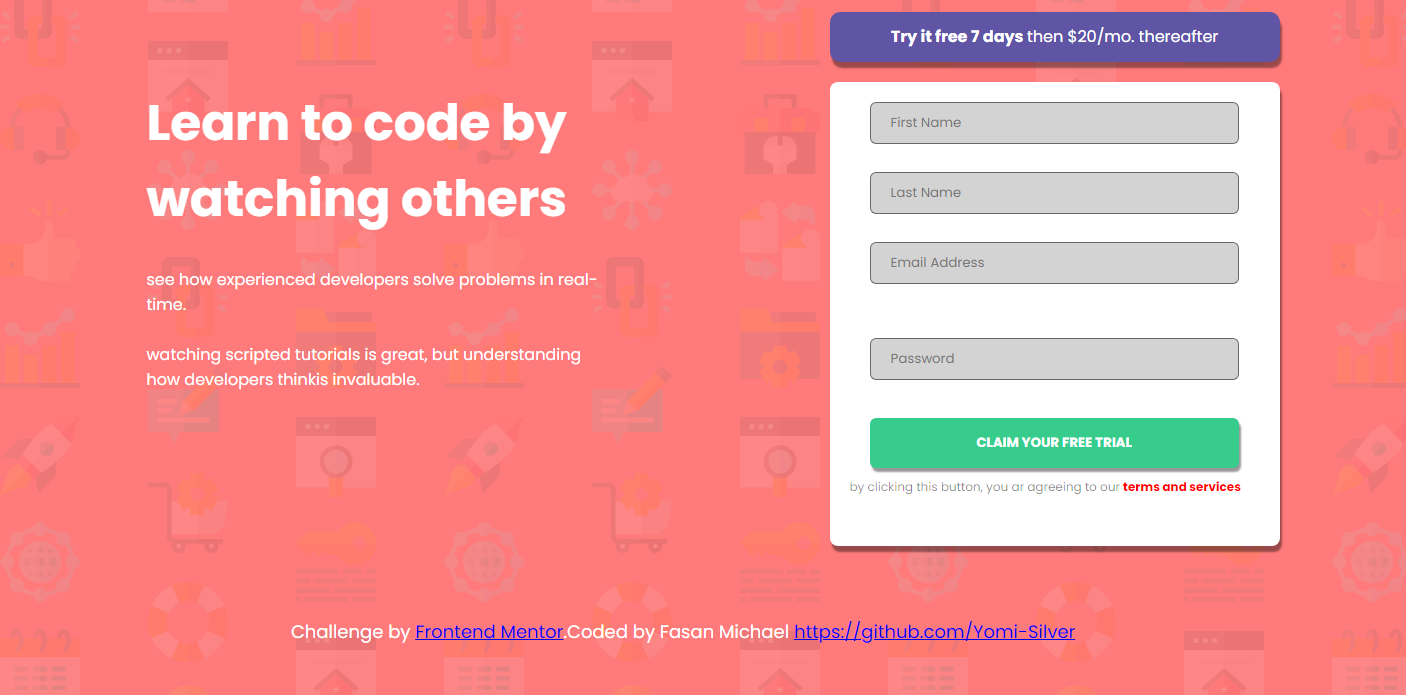 Learn to code by
watching others
see how experienced developers solve problems in real-
time.
watching scripted tutorials is great, but understanding
how developers thinkis invaluable.
Try it free 7 days then $20/mo. thereafter
First Name
Last Name
Email Address
Password
CLAIM YOUR FREE TRIAL
by clicking this button, you ar agreeing to our terms and services
Challenge by Frontend Mentor.Coded by Fasan Michael https://github.com/Yomi-Silver